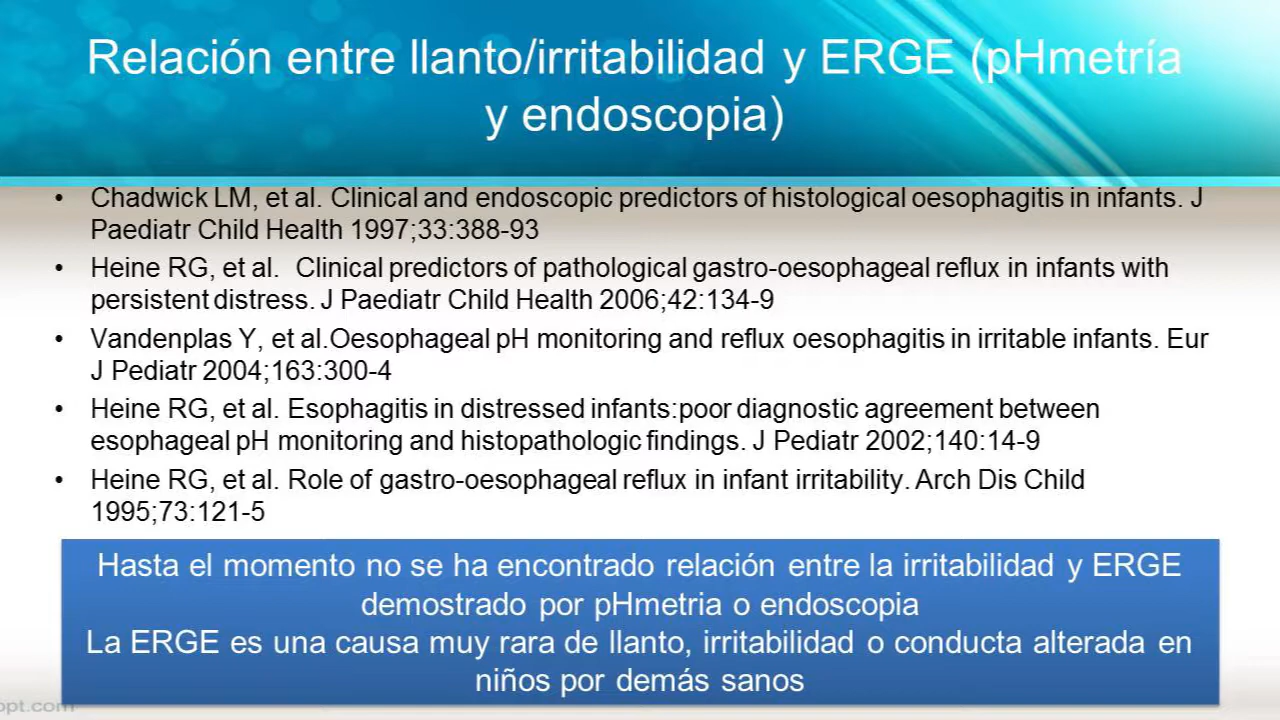 Relación entre llanto/irritabilidad y ERGE (pHmetría
y endoscopia)
• Chadwick LM, et al. Clinical and endoscopic predictors of histological oesophagitis in infants. J
Paediatr Child Health 1997;33:388-93
• Heine RG, et al. Clinical predictors of pathological gastro-oesophageal reflux in infants with
persistent distress. J Paediatr Child Health 2006;42:134-9
• Vandenplas Y, et al.Oesophageal pH monitoring and reflux oesophagitis in irritable infants. Eur
J Pediatr 2004;163:300-4
• Heine RG, et al. Esophagitis in distressed infants:poor diagnostic agreement between
esophageal pH monitoring and histopathologic findings. J Pediatr 2002;140:14-9
• Heine RG, et al. Role of gastro-oesophageal reflux in infant irritability. Arch Dis Child
1995;73:121-5
Hasta el momento no se ha encontrado relación entre la irritabilidad y ERGE
demostrado por pHmetria o endoscopia
La ERGE es una causa muy rara de llanto, irritabilidad o conducta alterada en
niños por demás sanos
ppt.com